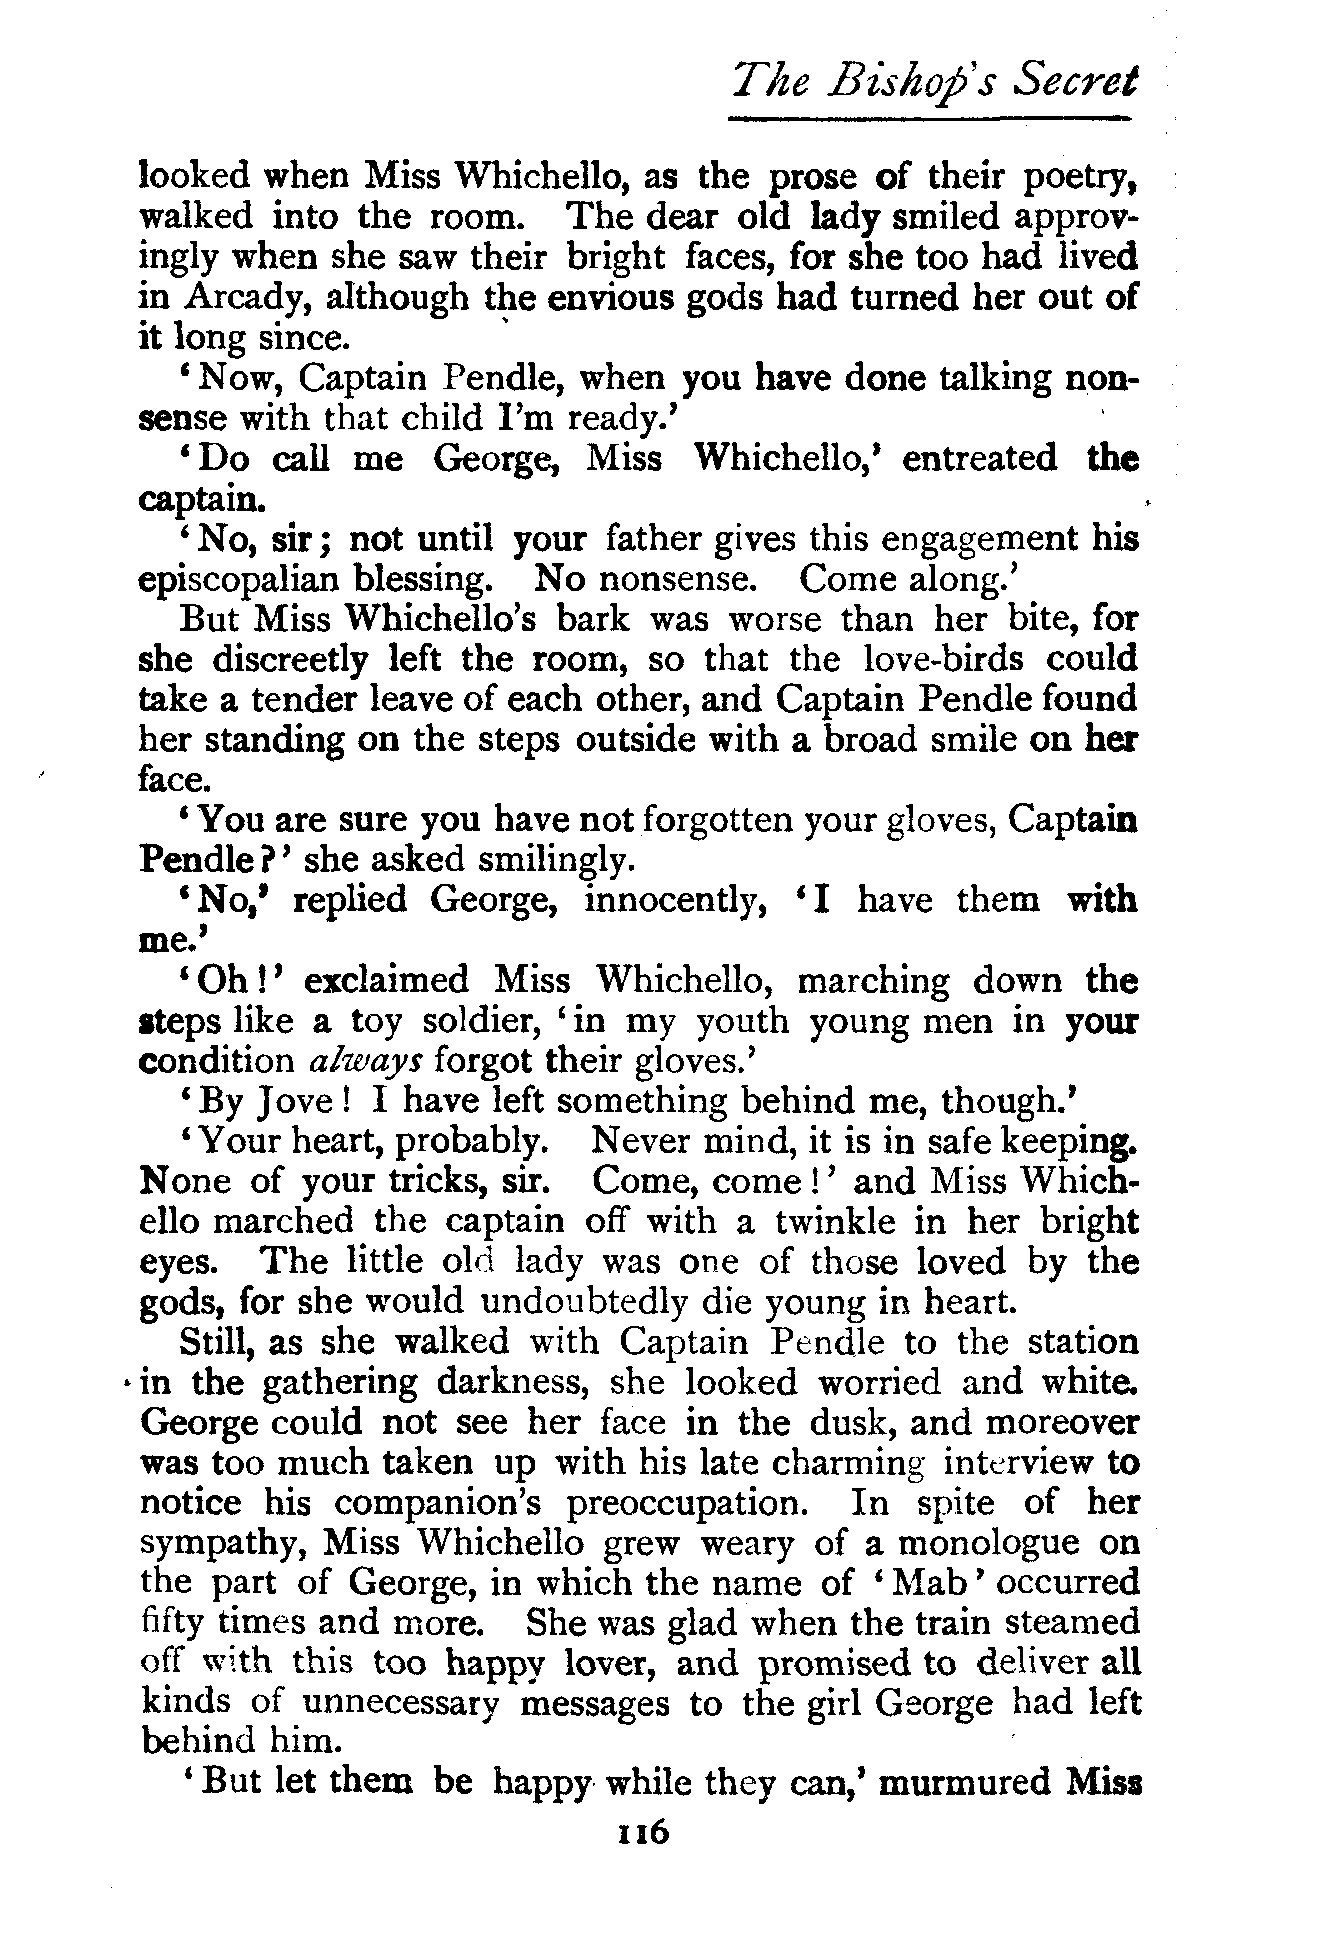 The Bishop's Secret
looked when Miss Whichello, as the prose of their poetry,
walked into the room. The dear old lady smiled approv-
ingly when she saw their bright faces, for she too had lived
in Arcady, although the envious gods had turned her out of
it long since.
'Now, Captain Pendle, when you have done talking non-
sense with that child I'm ready.'
'Do call me George, Miss Whichello,' entreated the
captain.
'No, sir; not until your father gives this engagement his
episcopalian blessing. No nonsense. Come along.'
But Miss Whichello's bark was worse than her bite, for
she discreetly left the room, so that the love-birds could
take a tender leave of each other, and Captain Pendle found
her standing on the steps outside with a broad smile on her
face.
'You are sure you have not forgotten your gloves, Captain
Pendle?' she asked smilingly.
'No,' replied George, innocently, 'I have them with
me.'
'Oh!' exclaimed Miss Whichello, marching down the
steps like a toy soldier, 'in my youth young men in your
condition always forgot their gloves.'
'By Jove! I have left something behind me, though.'
'Your heart, probably. Never mind, it is in safe keeping.
None of your tricks, sir. Come, come!' and Miss Which-
ello marched the captain off with a twinkle in her bright
eyes. The little old lady was one of those loved by the
gods, for she would undoubtedly die young in heart.
Still, as she walked with Captain Pendle to the station
in the gathering darkness, she looked worried and white.
George could not see her face in the dusk, and moreover
was too much taken up with his late charming interview to
notice his companion's preoccupation. In spite of her
sympathy, Miss Whichello grew weary of a monologue on
the part of George, in which the name of 'Mab' occurred
fifty times and more. She was glad when the train steamed
off with this too happy lover, and promised to deliver all
kinds of unnecessary messages to the girl George had left
behind him.
'But let them be happy while they can,' murmured Miss
116